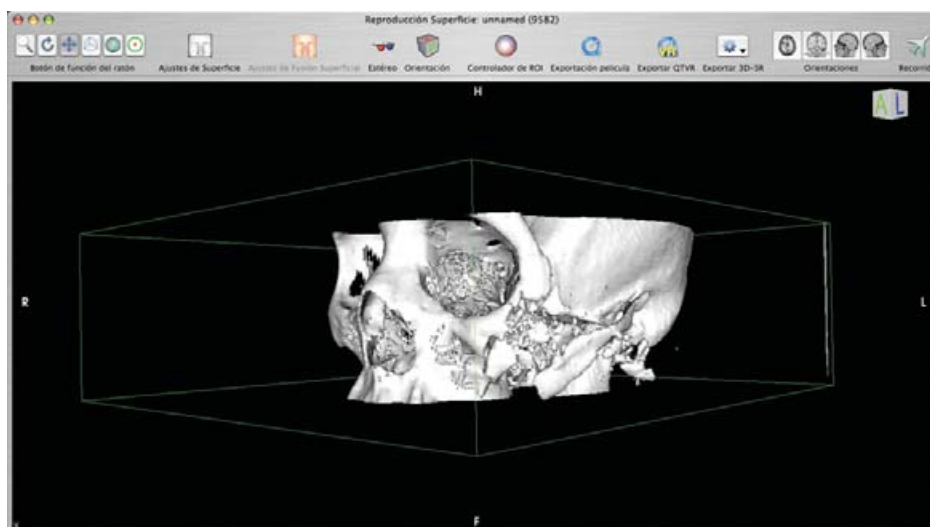 Reproducción Superficie: unnamed (9582)
Botón de función del ratón Ajustes de Superficie Ajustes de Fusión Superficial Estéreo Orientación Controlador de ROI Exportación película Exportar QTVR Exportar 3D-SR Orientaciones Recorrid
H
A L
R
L
F